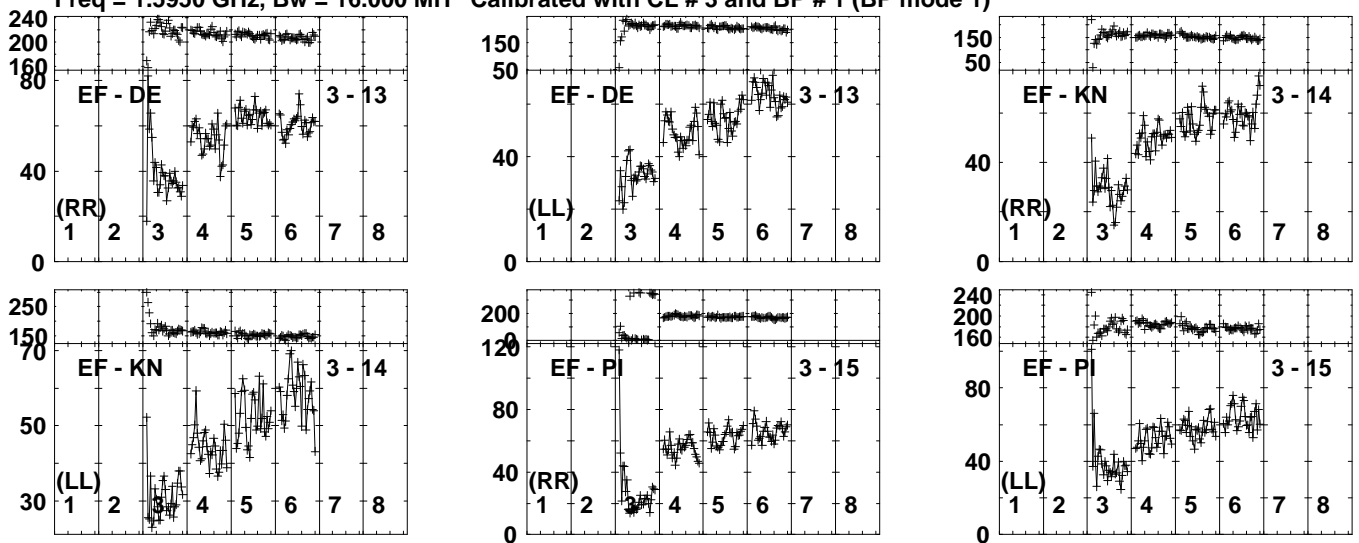 Freq = 1.5950 GHz, Bw = 16.000 MH Calibrated with CL # 3 and BP # 1 (BP mode 1)
240
200
160
80
40
0
EF - DE 3 - 13
(RR)
1 2 3 4 5 6 7 8
150
50
40
0
EF - DE 3 - 13
(LL)
1 2 3 4 5 6 7 8
150
50
40
0
EF - KN 3 - 14
(RR)
1 2 3 4 5 6 7 8
250
150
70
50
30
EF - KN 3 - 14
(LL)
1 2 3 4 5 6 7 8
200
0
120
80
40
0
EF - PI 3 - 15
(RR)
1 2 3 4 5 6 7 8
240
200
160
80
40
0
EF - PI 3 - 15
(LL)
1 2 3 4 5 6 7 8